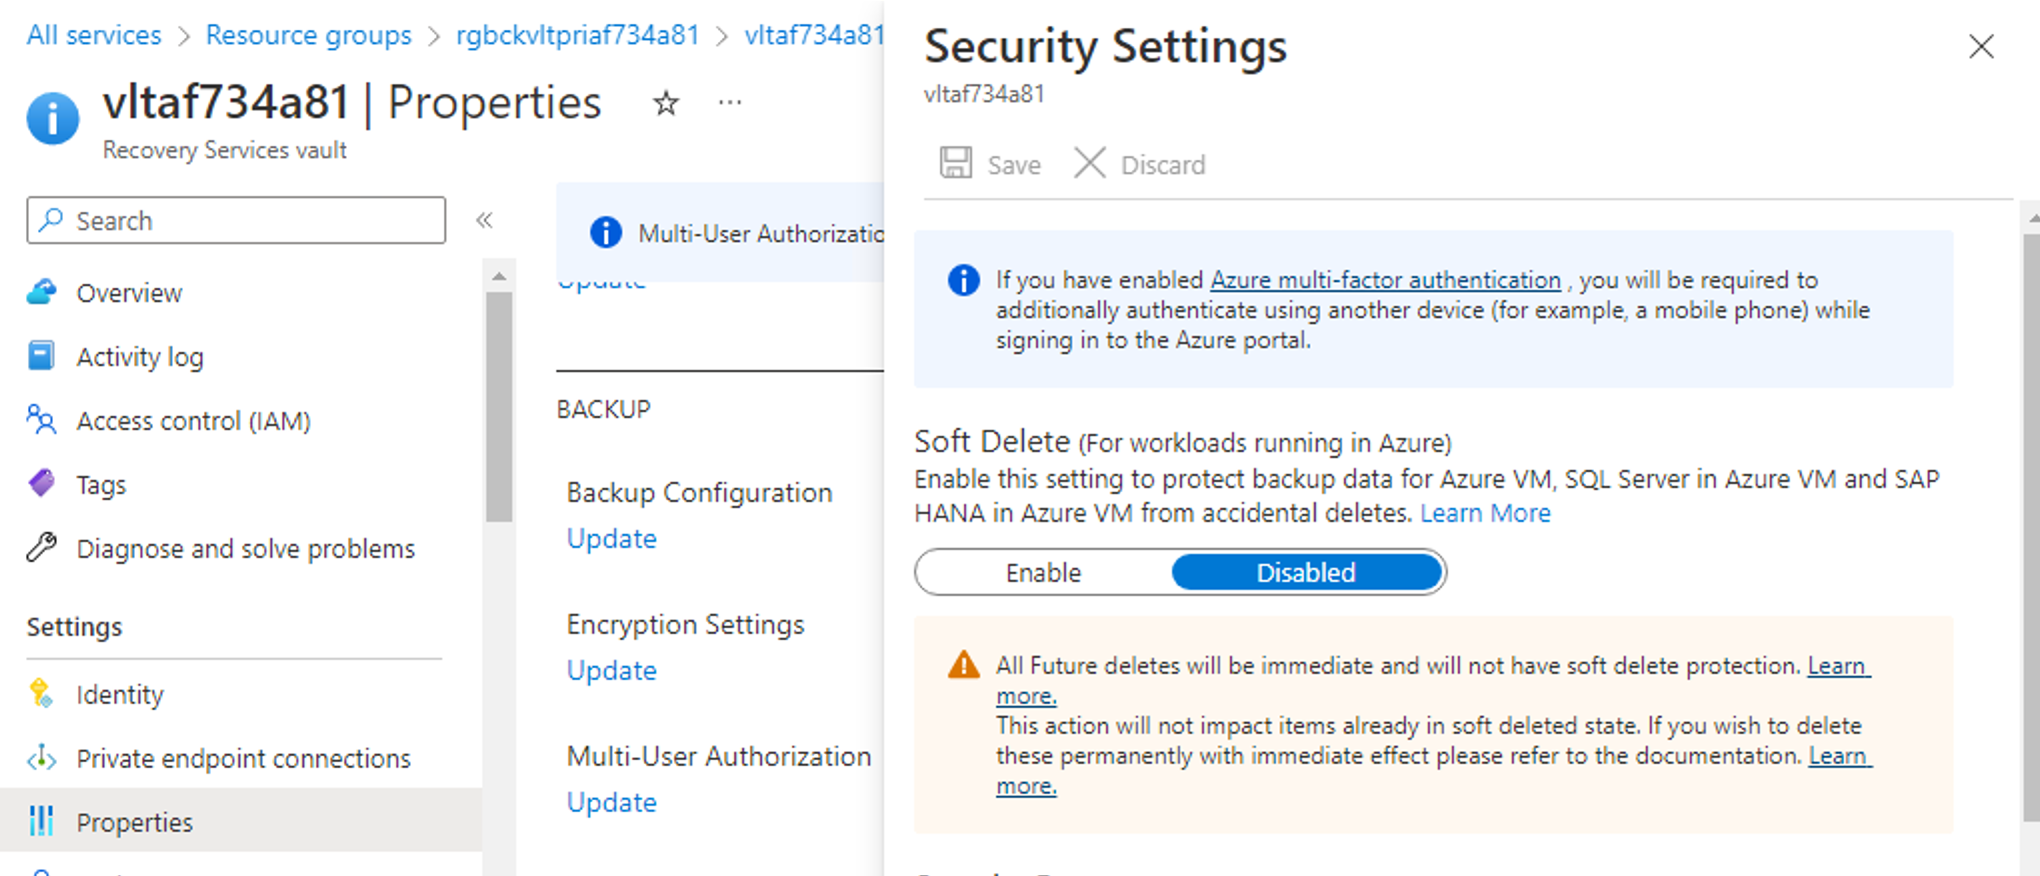 All services > Resource groups > rgbckvltpriaf734a81 > vltaf734a81
vltaf734a81 | Properties
Recovery Services vault
Search
Overview
Activity log
Access control (IAM)
Tags
Diagnose and solve problems
Settings
Identity
Private endpoint connections
Properties
Multi-User Authorizatio
Update
BACKUP
Backup Configuration
Update
Encryption Settings
Update
Multi-User Authorization
Update
Security Settings
vltaf734a81
Save Discard
If you have enabled Azure multi-factor authentication , you will be required to
additionally authenticate using another device (for example, a mobile phone) while
signing in to the Azure portal.
Soft Delete (For workloads running in Azure)
Enable this setting to protect backup data for Azure VM, SQL Server in Azure VM and SAP
HANA in Azure VM from accidental deletes. Learn More
Enable Disabled
All Future deletes will be immediate and will not have soft delete protection. Learn
more.
This action will not impact items already in soft deleted state. If you wish to delete
these permanently with immediate effect please refer to the documentation. Learn
more.